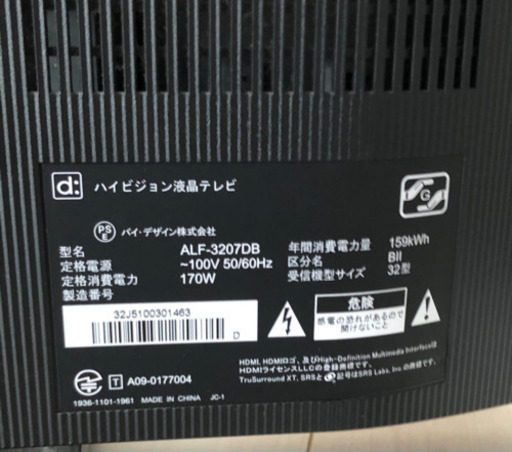 d: ハイビジョン液晶テレビ
PSE バイ・デザイン株式会社
型名 ALF-3207DB
定格電源 ~100V 50/60Hz
定格消費電力 170W
製造番号
年間消費電力量 159kWh
区分名 BII
受信機型サイズ 32型
G
32J5100301463
D
危険
感電の恐れがあるので
開けないこと
T A09-0177004
1936-1101-1961 MADE IN CHINA JC-1
HDMI, HDMIロゴ、及びHigh-Definition Multimedia Interfaceは
HDMIライセンスLLCの登録商標です。
TruSurround XT, SRSと 記号はSRS Labs, Inc. の商標です。